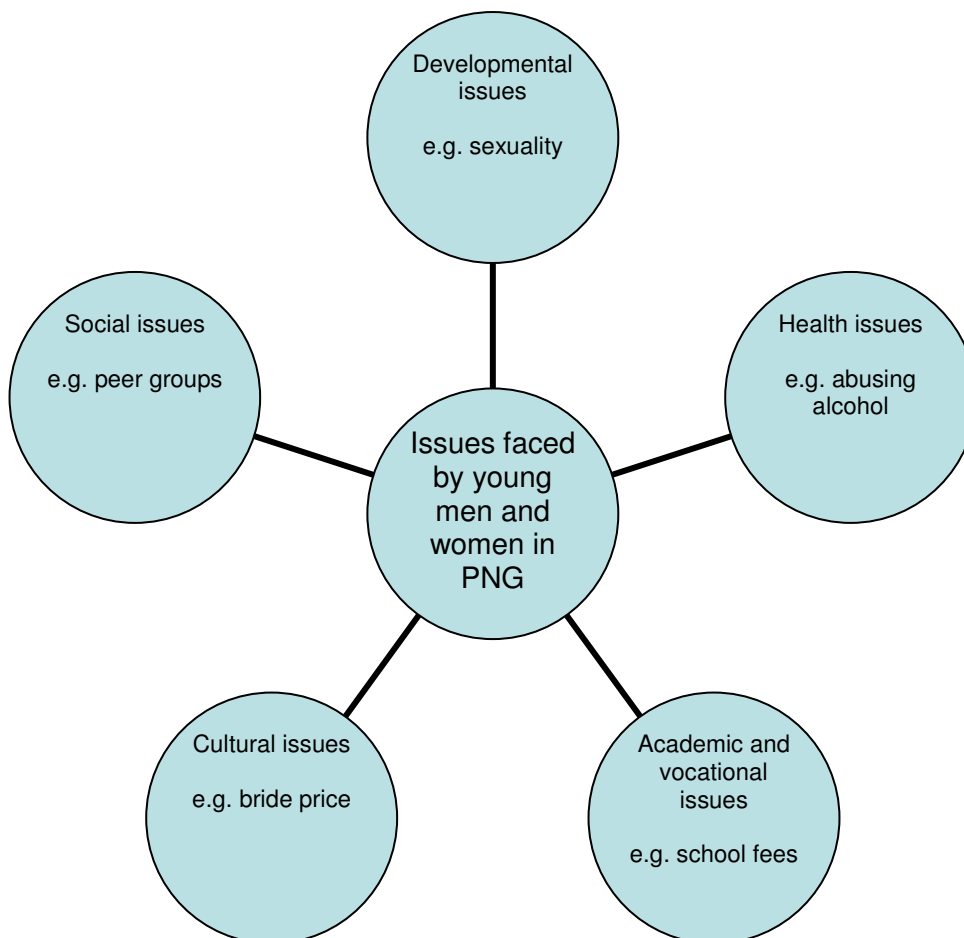 Developmental
issues
e.g. sexuality
Social issues
e.g. peer groups
Health issues
e.g. abusing
alcohol
Issues faced
by young
men and
women in
PNG
Cultural issues
e.g. bride price
Academic and
vocational
issues
e.g. school fees